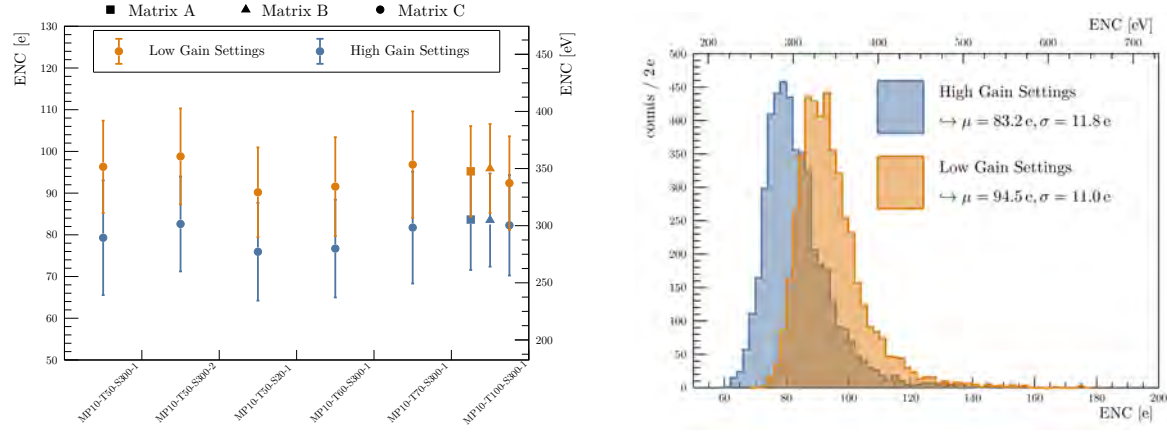 Matrix A Matrix B Matrix C
ENC [e]
130
120
110
100
90
80
70
60
50
Low Gain Settings High Gain Settings
ENC [eV]
450
400
350
300
250
200
MP10-T50-S300-1
MP10-T50-S300-2
MP10-T50-S20-1
MP10-T60-S300-1
MP10-T70-S300-1
MP10-T100-S300-1
ENC [eV]
200 300 400 500 600 700
counts / 2 e
500
450
400
350
300
250
200
150
100
50
0
High Gain Settings
↪ μ = 83.2 e, σ = 11.8 e
Low Gain Settings
↪ μ = 94.5 e, σ = 11.0 e
60 80 100 120 140 160 180 200
ENC [e]